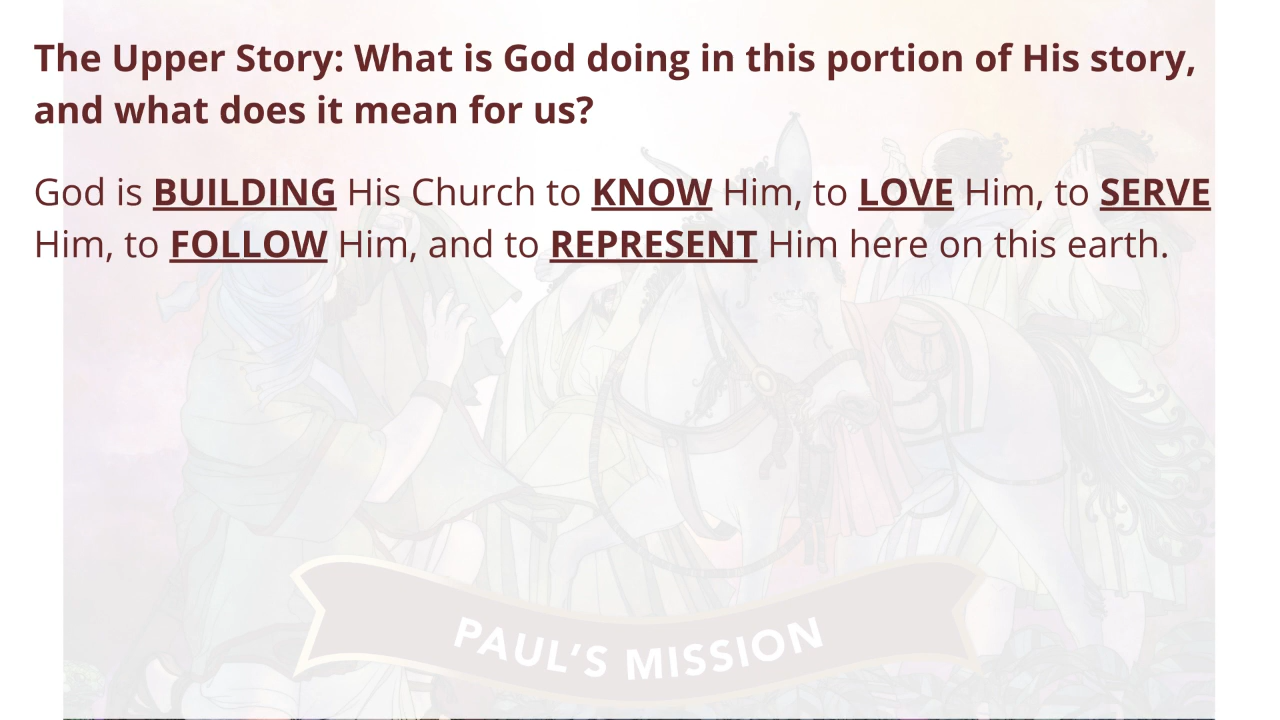 The Upper Story: What is God doing in this portion of His story,
and what does it mean for us?
God is BUILDING His Church to KNOW Him, to LOVE Him, to SERVE
Him, to FOLLOW Him, and to REPRESENT Him here on this earth.
PAUL'S MISSION